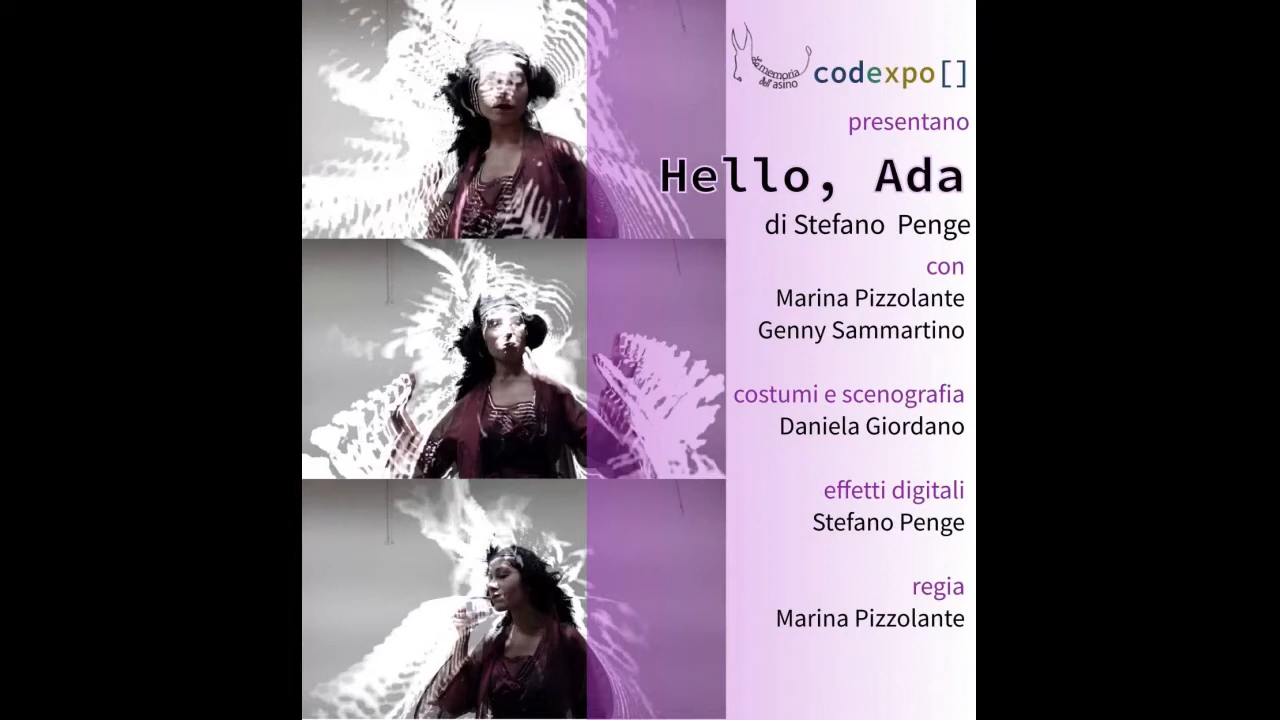 la memoria
dell'asino
codexpo[]
presentano
Hello, Ada
di Stefano Penge
con
Marina Pizzolante
Genny Sammartino
costumi e scenografia
Daniela Giordano
effetti digitali
Stefano Penge
regia
Marina Pizzolante